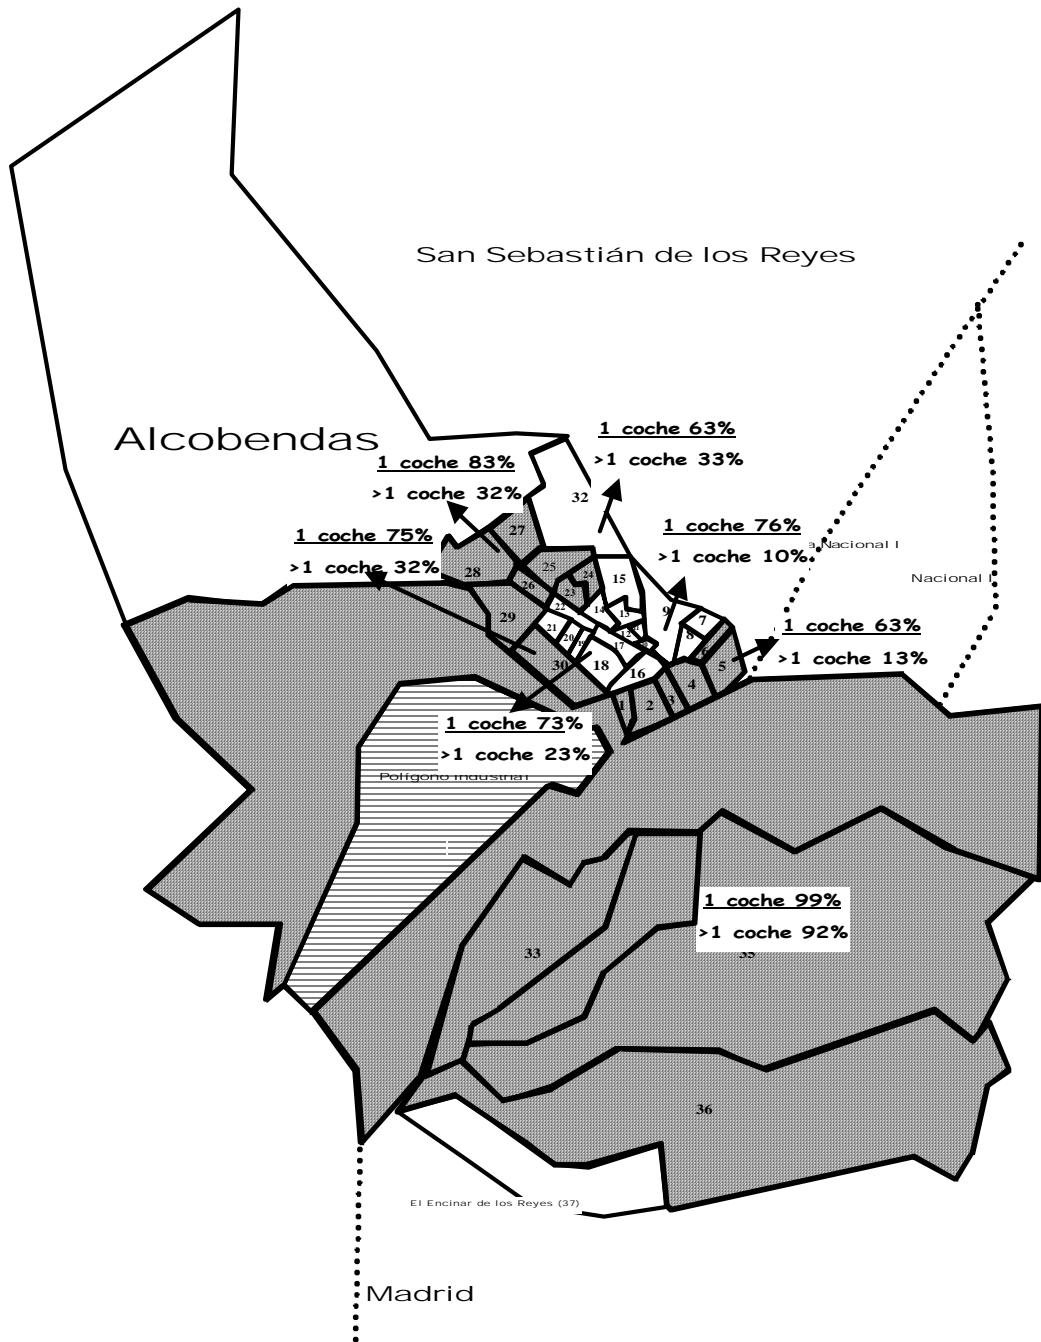 San Sebastián de los Reyes
Alcobendas
1 coche 63%
>1 coche 33%
1 coche 83%
>1 coche 32%
32
1 coche 76%
>1 coche 10%
a Nacional I
1 coche 75%
>1 coche 32%
Nacional I
27
28
25
24
26
23
15
29
22
14
13
9
7
1 coche 63%
>1 coche 13%
21
20
19
12
17
8
6
5
30
18
16
4
1
2
3
1 coche 73%
>1 coche 23%
Polígono Industrial
1 coche 99%
>1 coche 92%
33
35
36
El Encinar de los Reyes (37)
Madrid